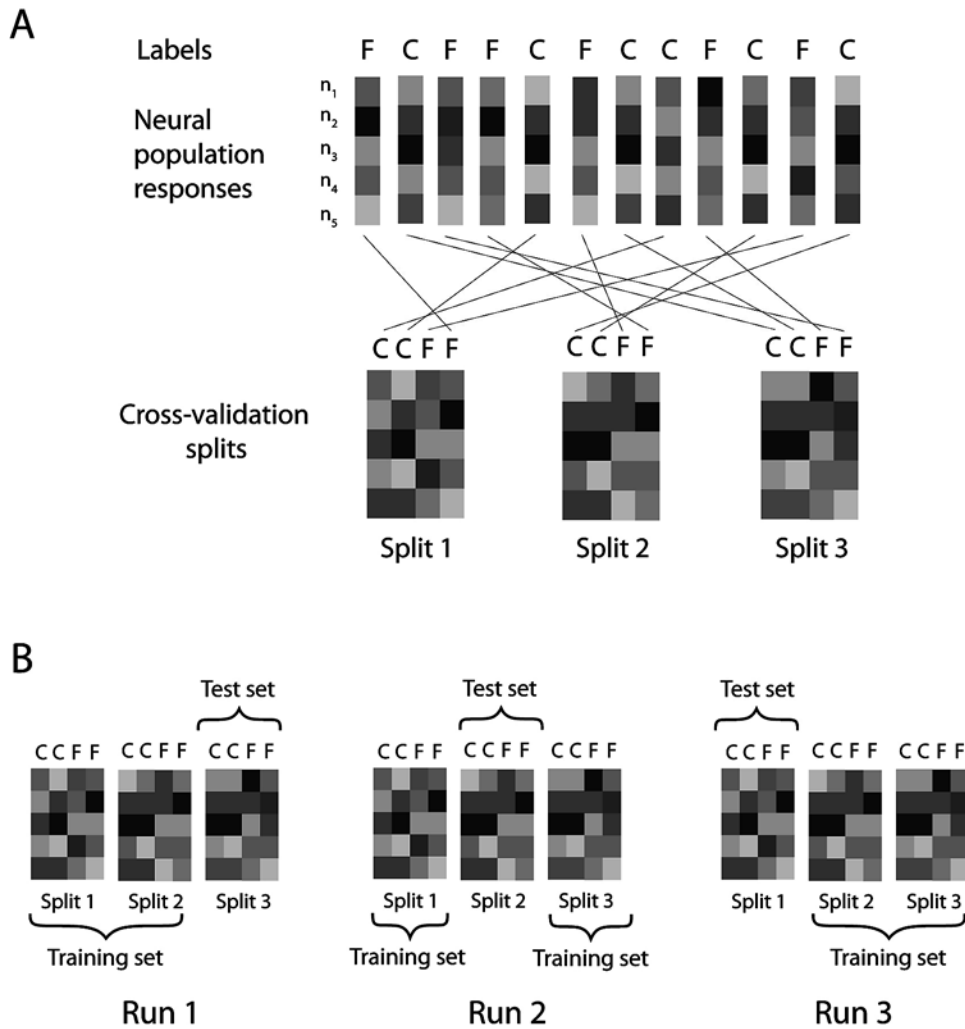 A
Labels F C F F C F C C F C F C
Neural
population
responses
n1
n2
n3
n4
n5
C C F F C C F F C C F F
Cross-validation
splits
Split 1 Split 2 Split 3
B
Test set Test set Test set
C C F F C C F F C C F F C C F F C C F F C C F F C C F F C C F F C C F F
Split 1 Split 2 Split 3 Split 1 Split 2 Split 3 Split 1 Split 2 Split 3
Training set Training set Training set Training set
Run 1 Run 2 Run 3